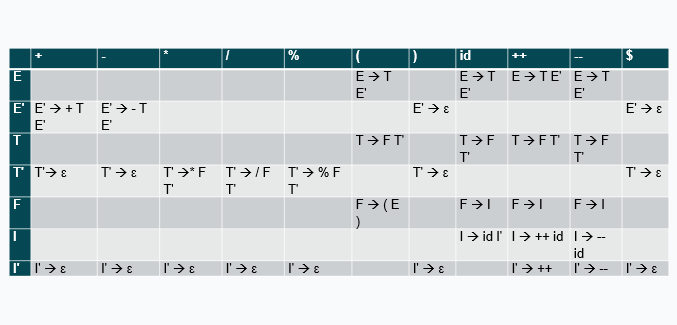 + - * / % ( ) id ++ -- $
E E → T E' E → T E' E → T E' E → T E'
E' E' → + T E' E' → - T E' E' → ε E' → ε
T T → F T' T → F T' T → F T' T → F T'
T' T' → ε T' → ε T' → * F T' T' → / F T' T' → % F T' T' → ε T' → ε
F F → ( E ) F → I F → I F → I
I I → id I' I → ++ id I → -- id
I' I' → ε I' → ε I' → ε I' → ε I' → ε I' → ε I' → ++ I' → -- I' → ε